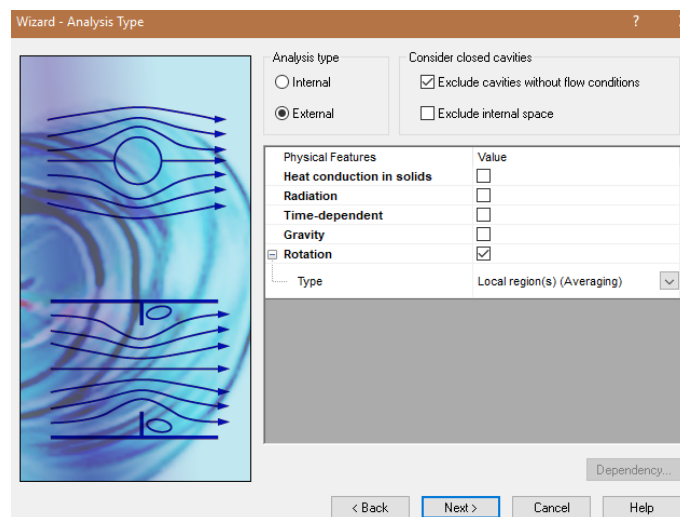 Wizard - Analysis Type ?
Analysis type
Internal
External
Consider closed cavities
Exclude cavities without flow conditions
Exclude internal space
Physical Features Value
Heat conduction in solids
Radiation
Time-dependent
Gravity
Rotation
Type Local region(s) (Averaging)
Dependency...
< Back Next > Cancel Help